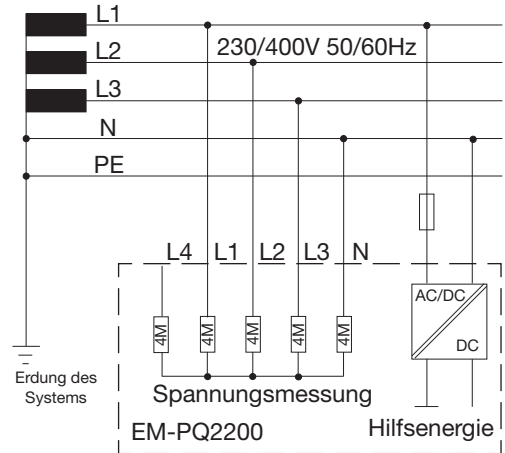 L1
L2 230/400V 50/60Hz
L3
N
PE
L4 L1 L2 L3 N
AC/DC
4M 4M 4M 4M 4M
DC
Erdung des
Systems
Spannungsmessung
EM-PQ2200 Hilfsenergie